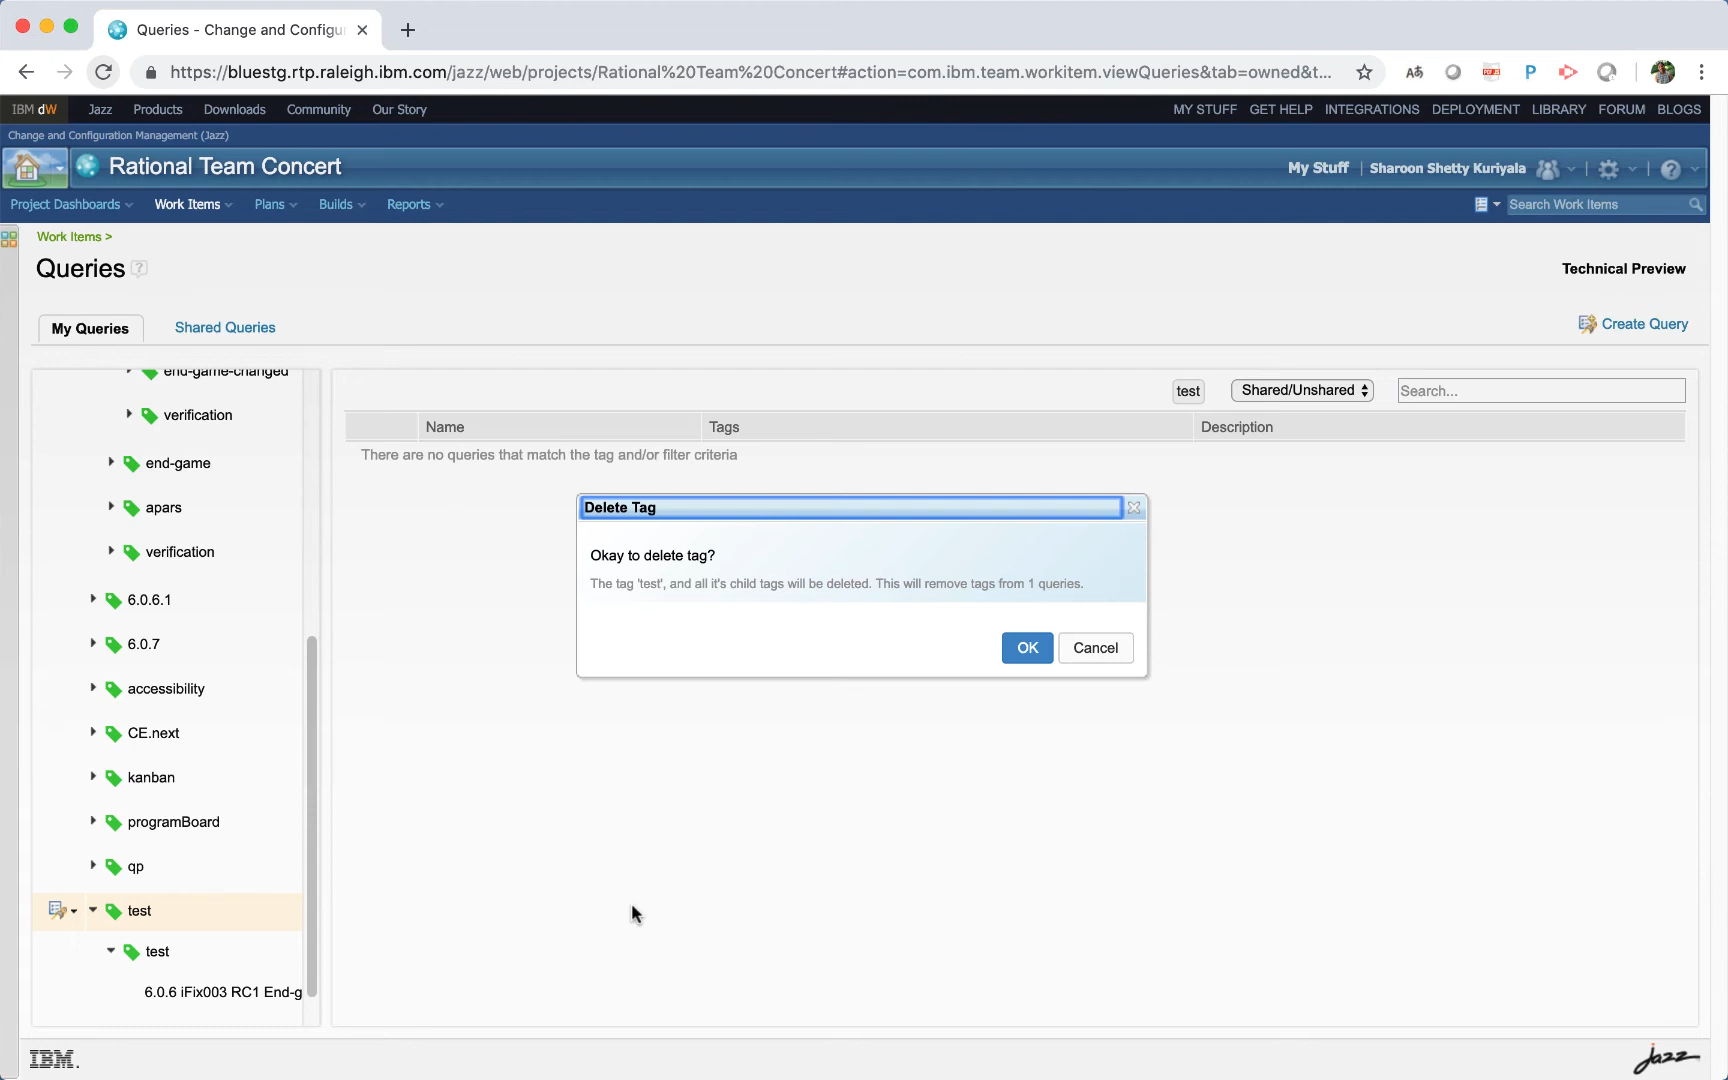 Queries - Change and Configu
https://bluestg.rtp.raleigh.ibm.com/jazz/web/projects/Rational%20Team%20Concert#action=com.ibm.team.workitem.viewQueries&tab=owned&t...
IBM dW Jazz Products Downloads Community Our Story MY STUFF GET HELP INTEGRATIONS DEPLOYMENT LIBRARY FORUM BLOGS
Change and Configuration Management (Jazz)
Rational Team Concert My Stuff | Sharoon Shetty Kuriyala
Project Dashboards Work Items Plans Builds Reports Search Work Items
Work Items >
Queries ?
Technical Preview
My Queries Shared Queries Create Query
end-game-changed
verification
end-game
apars
verification
6.0.6.1
6.0.7
accessibility
CE.next
kanban
programBoard
qp
test
test
6.0.6 iFix003 RC1 End-g
test Shared/Unshared Search...
Name Tags Description
There are no queries that match the tag and/or filter criteria
Delete Tag
Okay to delete tag?
The tag 'test', and all it's child tags will be deleted. This will remove tags from 1 queries.
OK Cancel
IBM. jazz